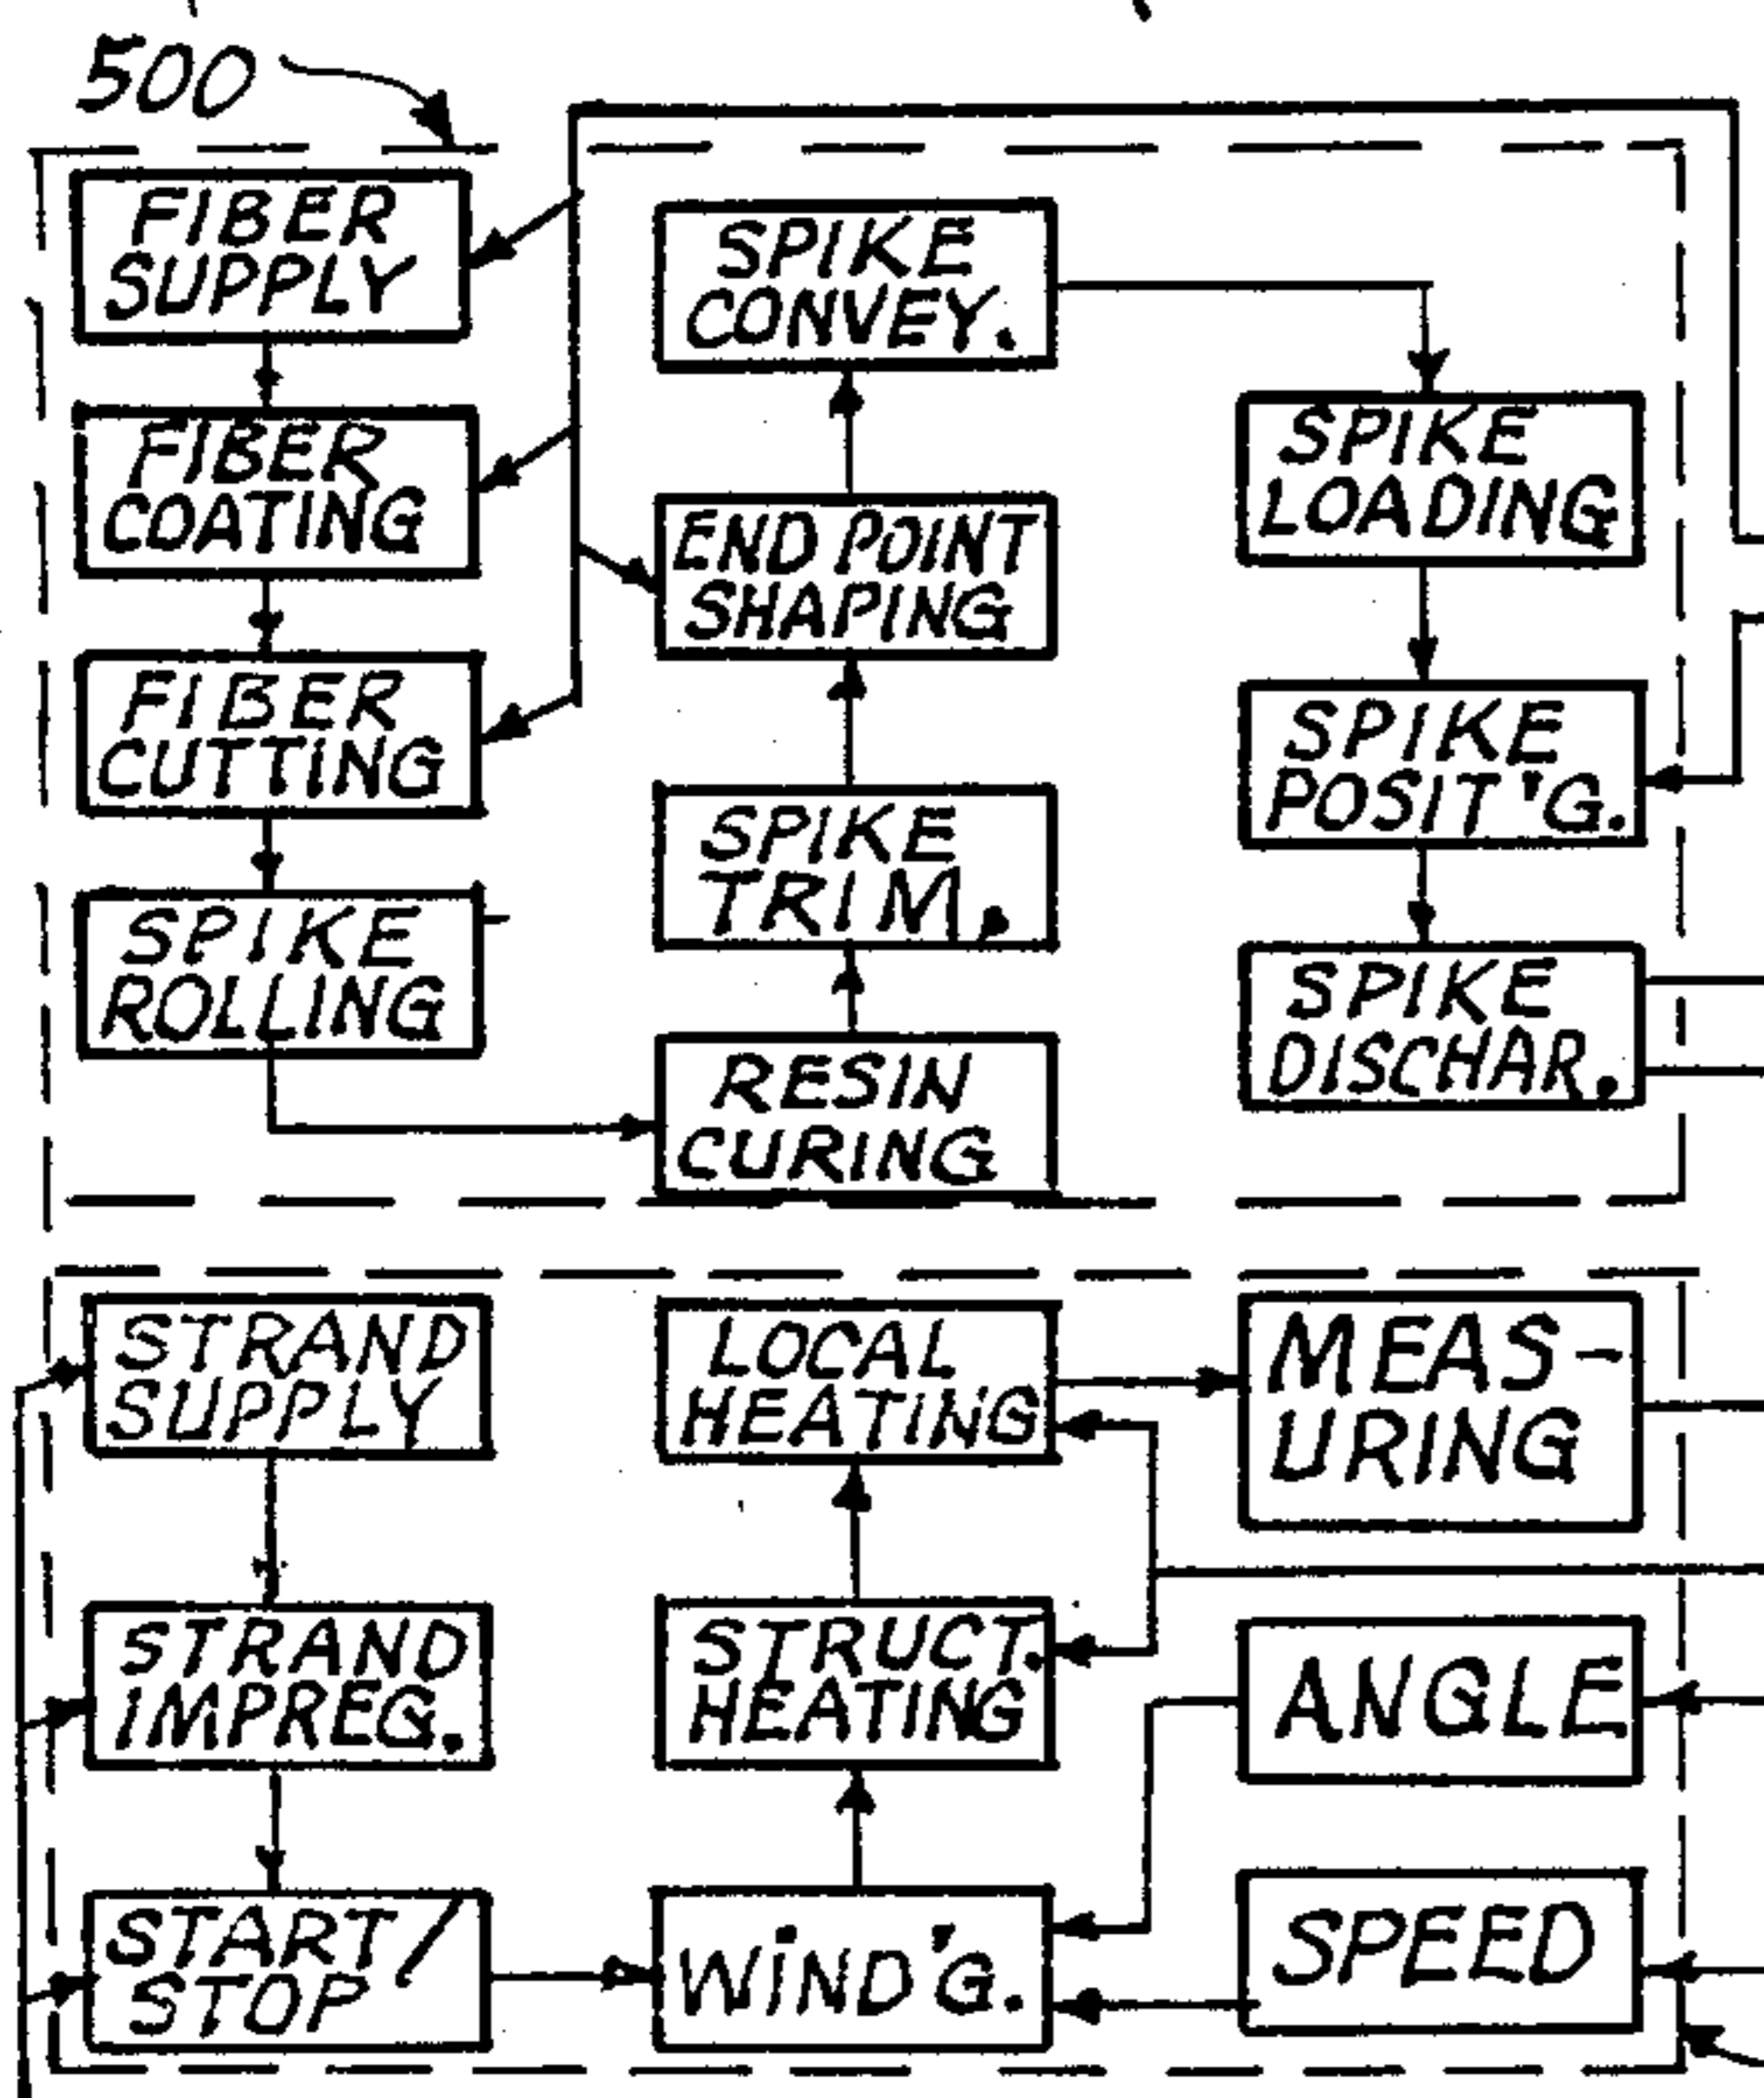 500
FIBER
SUPPLY
FIBER
COATING
FIBER
CUTTING
SPIKE
ROLLING
SPIKE
CONVEY.
END POINT
SHAPING
SPIKE
TRIM.
RESIN
CURING
SPIKE
LOADING
SPIKE
POSIT'G.
SPIKE
DISCHAR.
STRAND
SUPPLY
STRAND
IMPREG.
START/
STOP
LOCAL
HEATING
STRUCT.
HEATING
WIND'G.
MEAS-
URING
ANGLE
SPEED